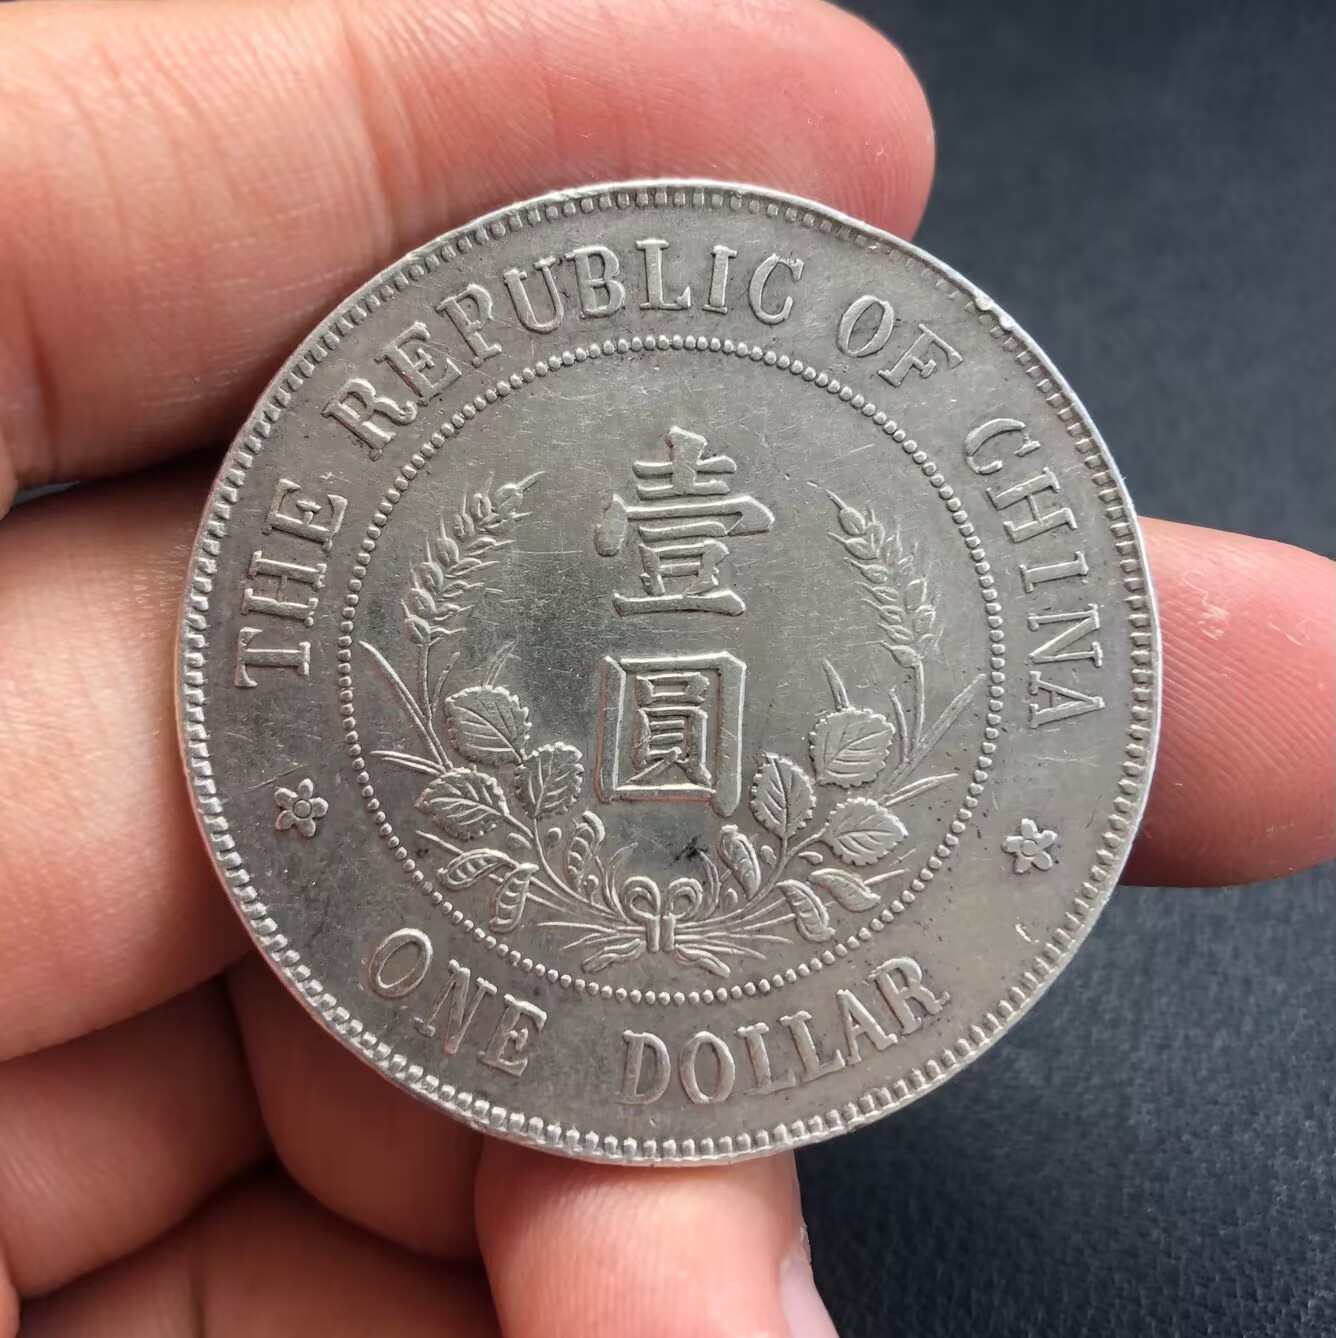 THE REPUBLIC OF CHINA
壹
圓
ONE DOLLAR